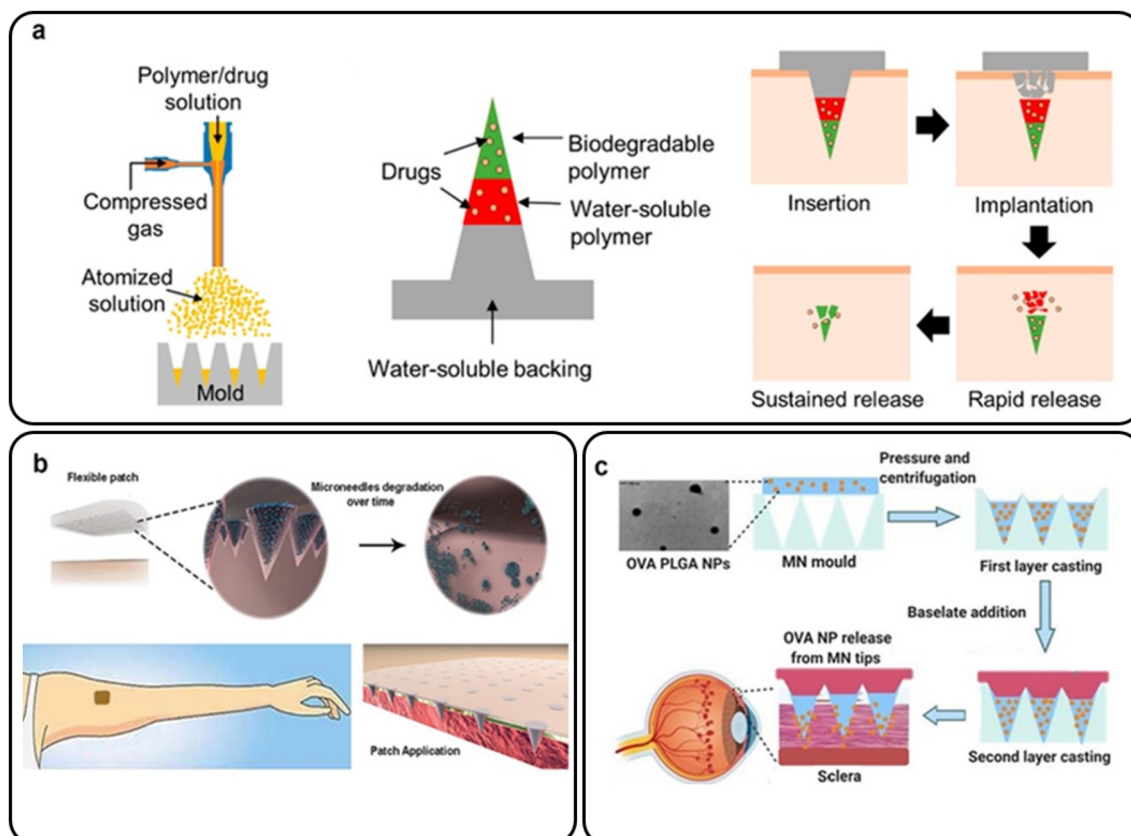 a
Polymer/drug
solution
Compressed
gas
Atomized
solution
Mold
Drugs
Biodegradable
polymer
Water-soluble
polymer
Water-soluble backing
Insertion
Implantation
Sustained release
Rapid release
b
Flexible patch
Microneedles degradation
over time
Patch Application
c
OVA PLGA NPs
MN mould
Pressure and
centrifugation
First layer casting
Baselate addition
OVA NP release
from MN tips
Sclera
Second layer casting